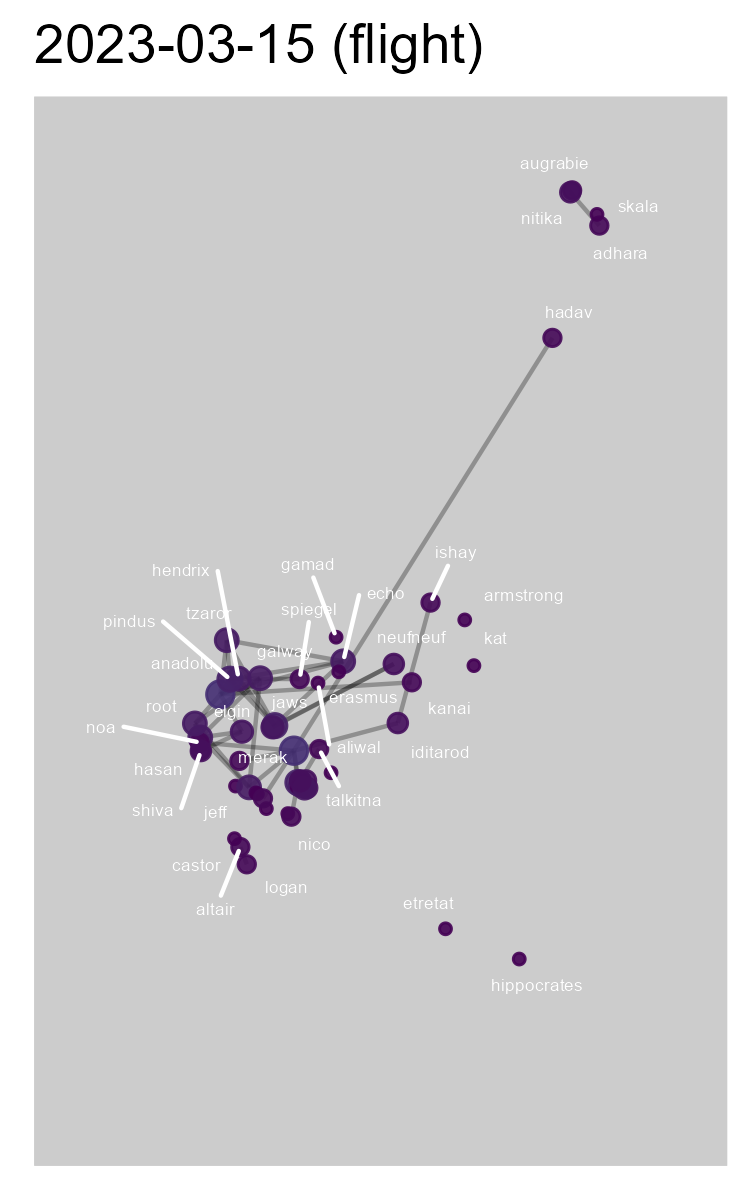 2023-03-15 (flight)
augrabie
skala
nitika
adhara
hadav
ishay
gamad
hendrix
echo
armstrong
spiegel
tzaror
pindus
neufneuf
kat
galway
anadolu
erasmus
jaws
root
elgin
kanai
noa
aliwal
iditarod
merak
hasan
talkitna
shiva
jeff
nico
castor
logan
altair
etretat
hippocrates